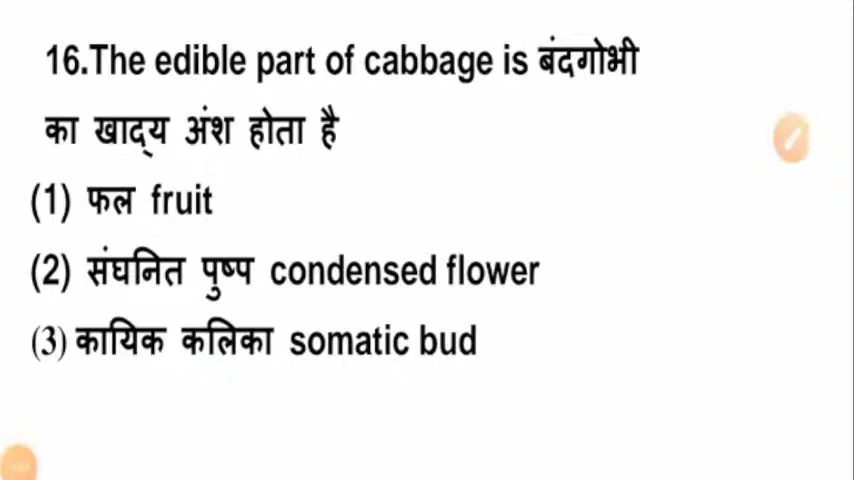 16.The edible part of cabbage is बंदगोभी
का खाद्य अंश होता है
(1) फल fruit
(2) संघनित पुष्प condensed flower
(3) कायिक कलिका somatic bud